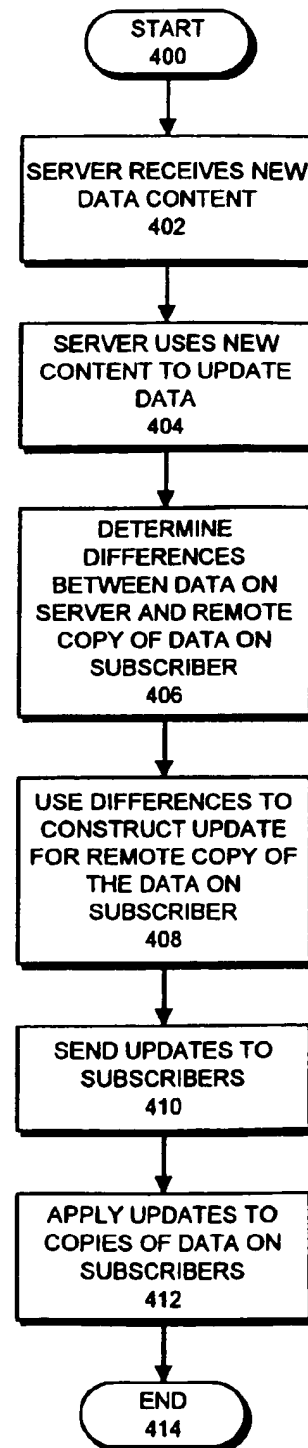 START
400
SERVER RECEIVES NEW
DATA CONTENT
402
SERVER USES NEW
CONTENT TO UPDATE
DATA
404
DETERMINE
DIFFERENCES
BETWEEN DATA ON
SERVER AND REMOTE
COPY OF DATA ON
SUBSCRIBER
406
USE DIFFERENCES TO
CONSTRUCT UPDATE
FOR REMOTE COPY OF
THE DATA ON
SUBSCRIBER
408
SEND UPDATES TO
SUBSCRIBERS
410
APPLY UPDATES TO
COPIES OF DATA ON
SUBSCRIBERS
412
END
414